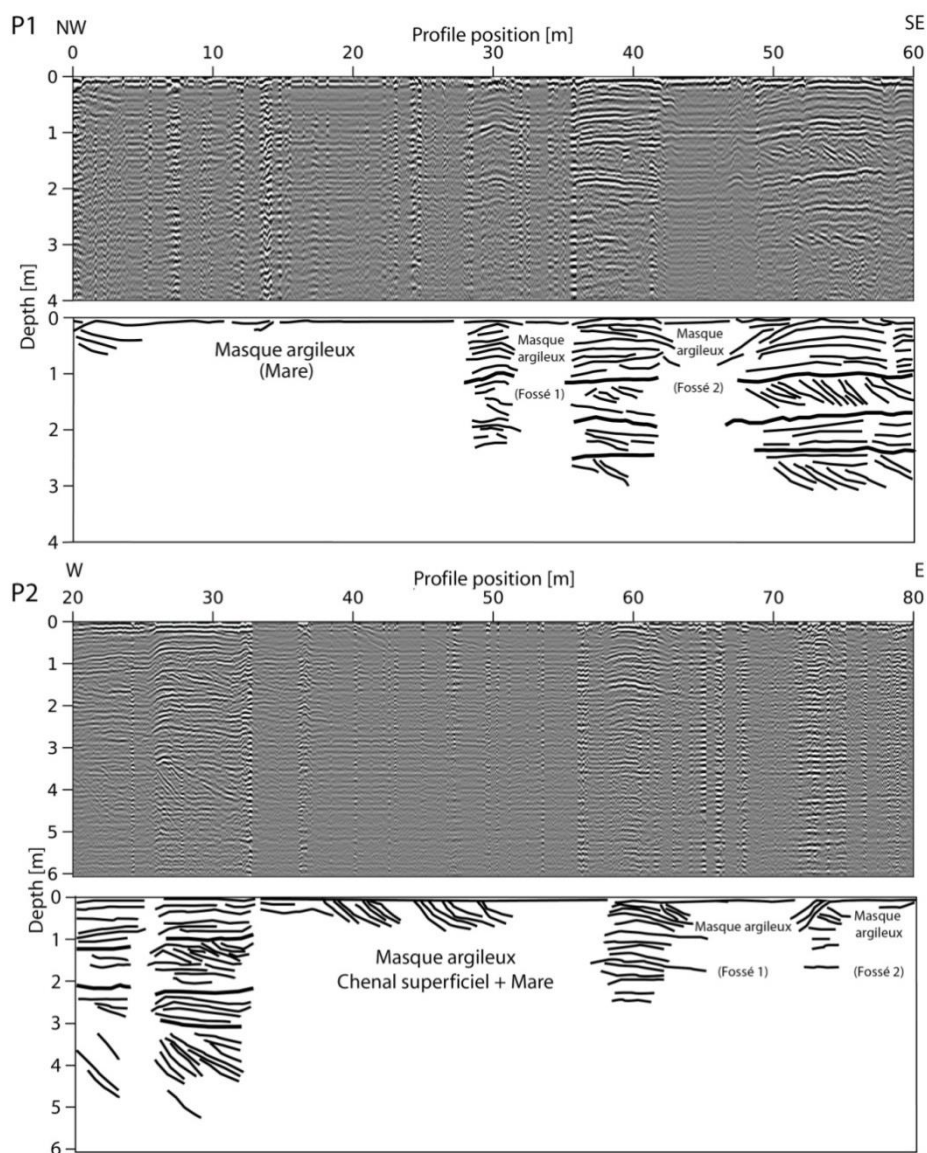 P1 NW Profile position [m] SE
0 10 20 30 40 50 60
0
1
2
3
4
Depth [m]
0
1
2
3
4
Masque argileux
(Mare)
Masque
argileux
(Fossé 1)
Masque
argileux
(Fossé 2)
P2 W Profile position [m] E
20 30 40 50 60 70 80
0
1
2
3
4
5
6
Depth [m]
0
1
2
3
4
5
6
Masque argileux
Chenal superficiel + Mare
Masque argileux
(Fossé 1)
Masque
argileux
(Fossé 2)